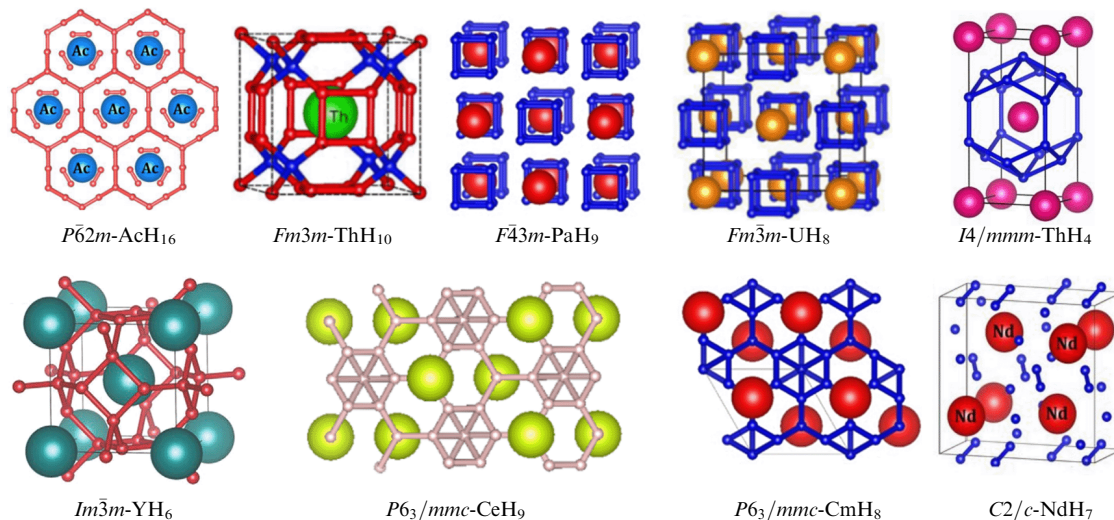 Ac Ac
Ac Ac Ac
Ac Ac
Th
P6̄2m-AcH₁₆ Fm3m-ThH₁₀ F4̄3m-PaH₉ Fm3̄m-UH₈ I4/mmm-ThH₄
Nd Nd
Nd Nd
Im3̄m-YH₆ P6₃/mmc-CeH₉ P6₃/mmc-CmH₈ C2/c-NdH₇